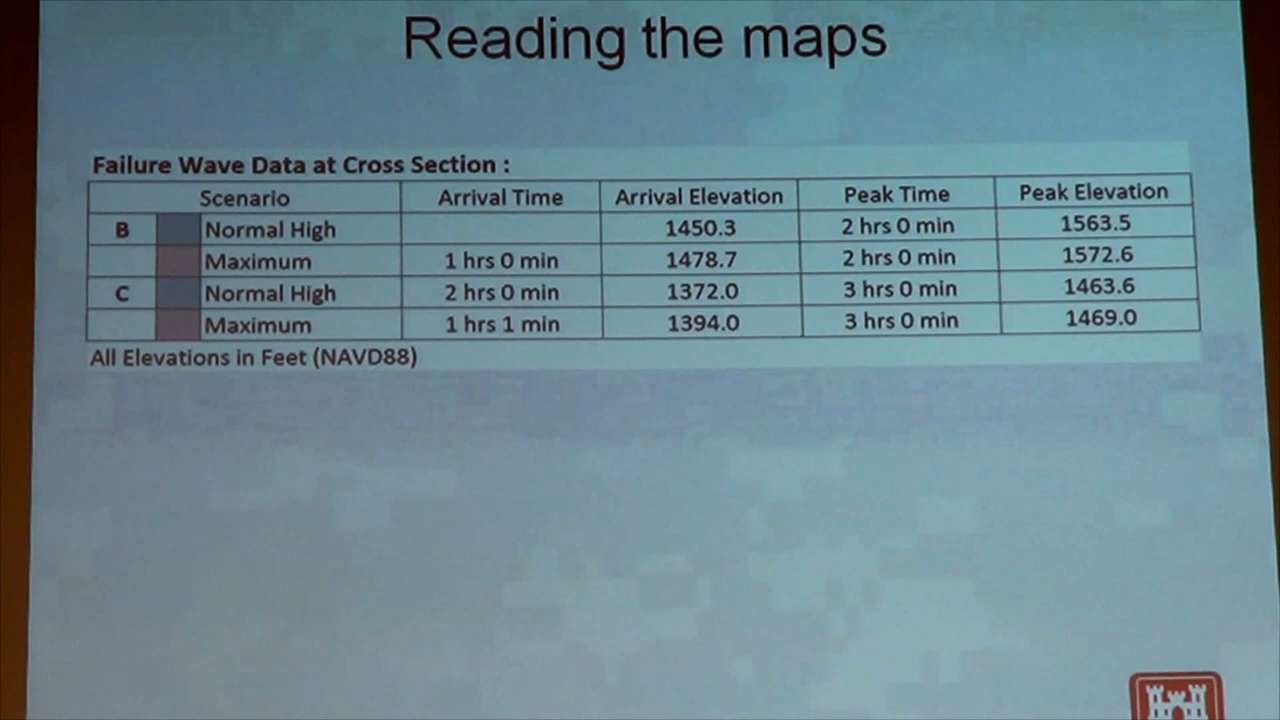 Reading the maps
Failure Wave Data at Cross Section :
Scenario Arrival Time Arrival Elevation Peak Time Peak Elevation
B Normal High 1450.3 2 hrs 0 min 1563.5
Maximum 1 hrs 0 min 1478.7 2 hrs 0 min 1572.6
C Normal High 2 hrs 0 min 1372.0 3 hrs 0 min 1463.6
Maximum 1 hrs 1 min 1394.0 3 hrs 0 min 1469.0
All Elevations in Feet (NAVD88)